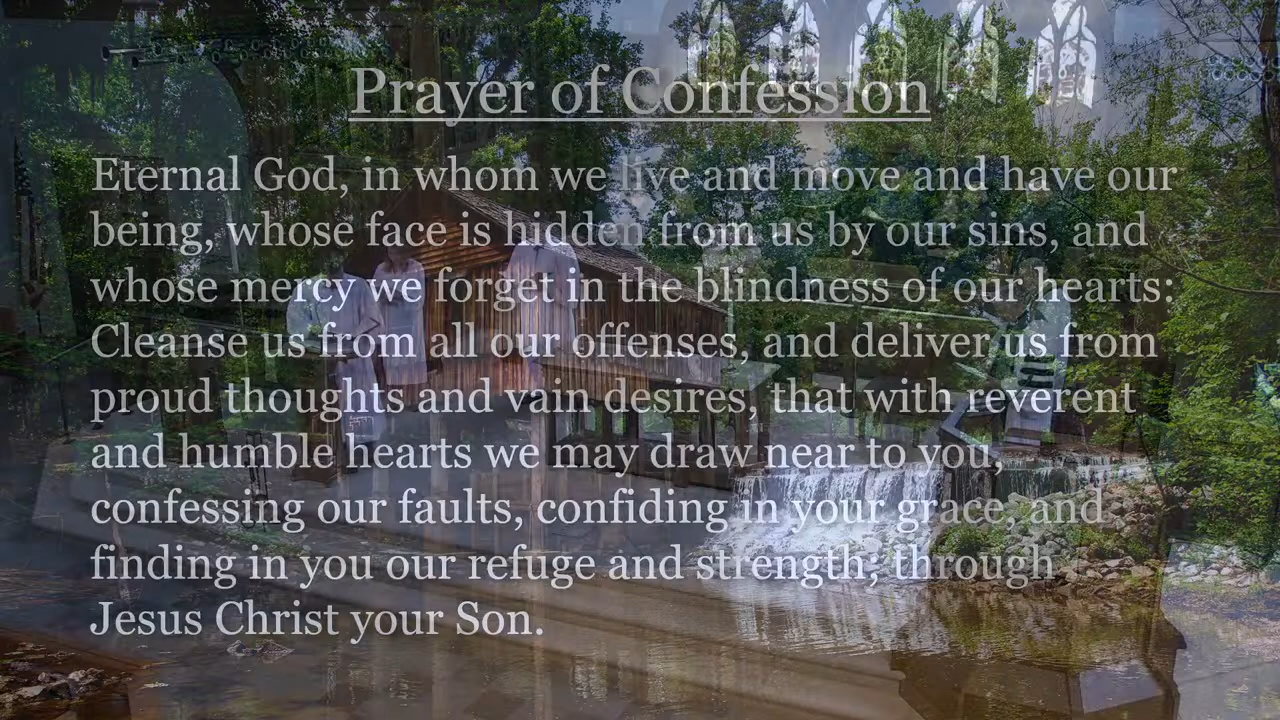 Prayer of Confession
Eternal God, in whom we live and move and have our
being, whose face is hidden from us by our sins, and
whose mercy we forget in the blindness of our hearts:
Cleanse us from all our offenses, and deliver us from
proud thoughts and vain desires, that with reverent
and humble hearts we may draw near to you,
confessing our faults, confiding in your grace, and
finding in you our refuge and strength; through
Jesus Christ your Son.